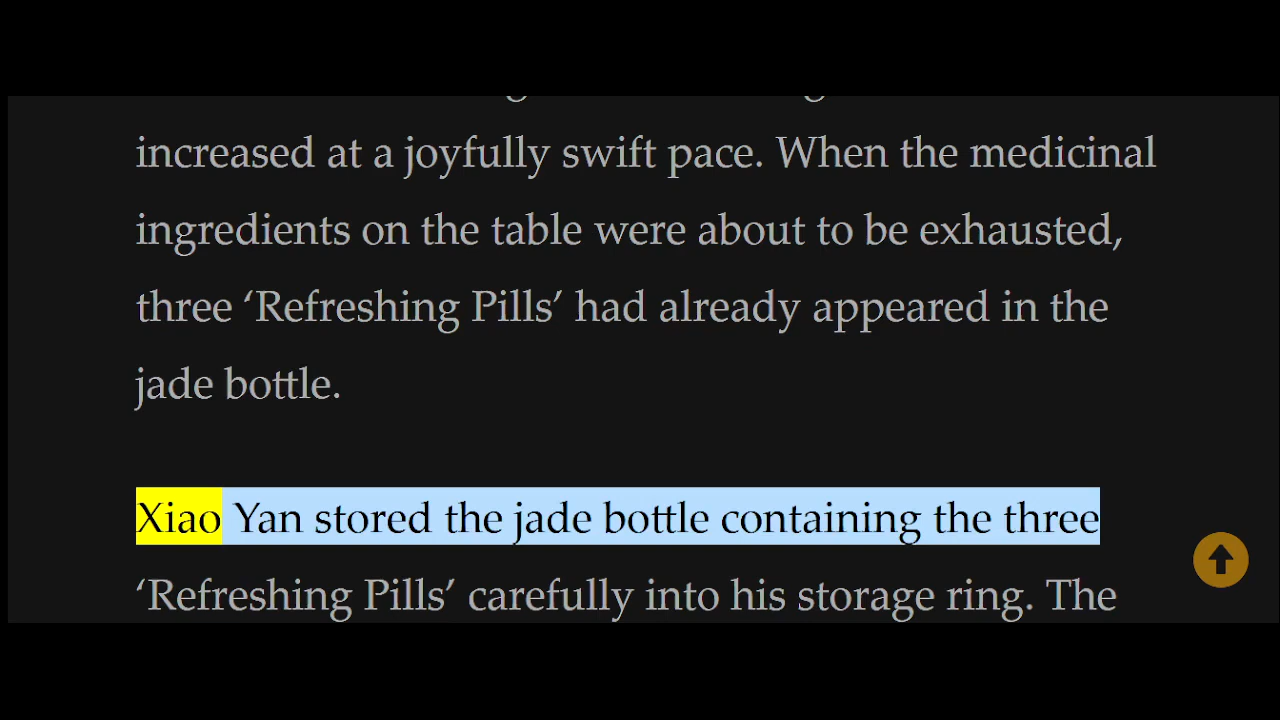 increased at a joyfully swift pace. When the medicinal
ingredients on the table were about to be exhausted,
three ‘Refreshing Pills’ had already appeared in the
jade bottle.
Xiao Yan stored the jade bottle containing the three
‘Refreshing Pills’ carefully into his storage ring. The